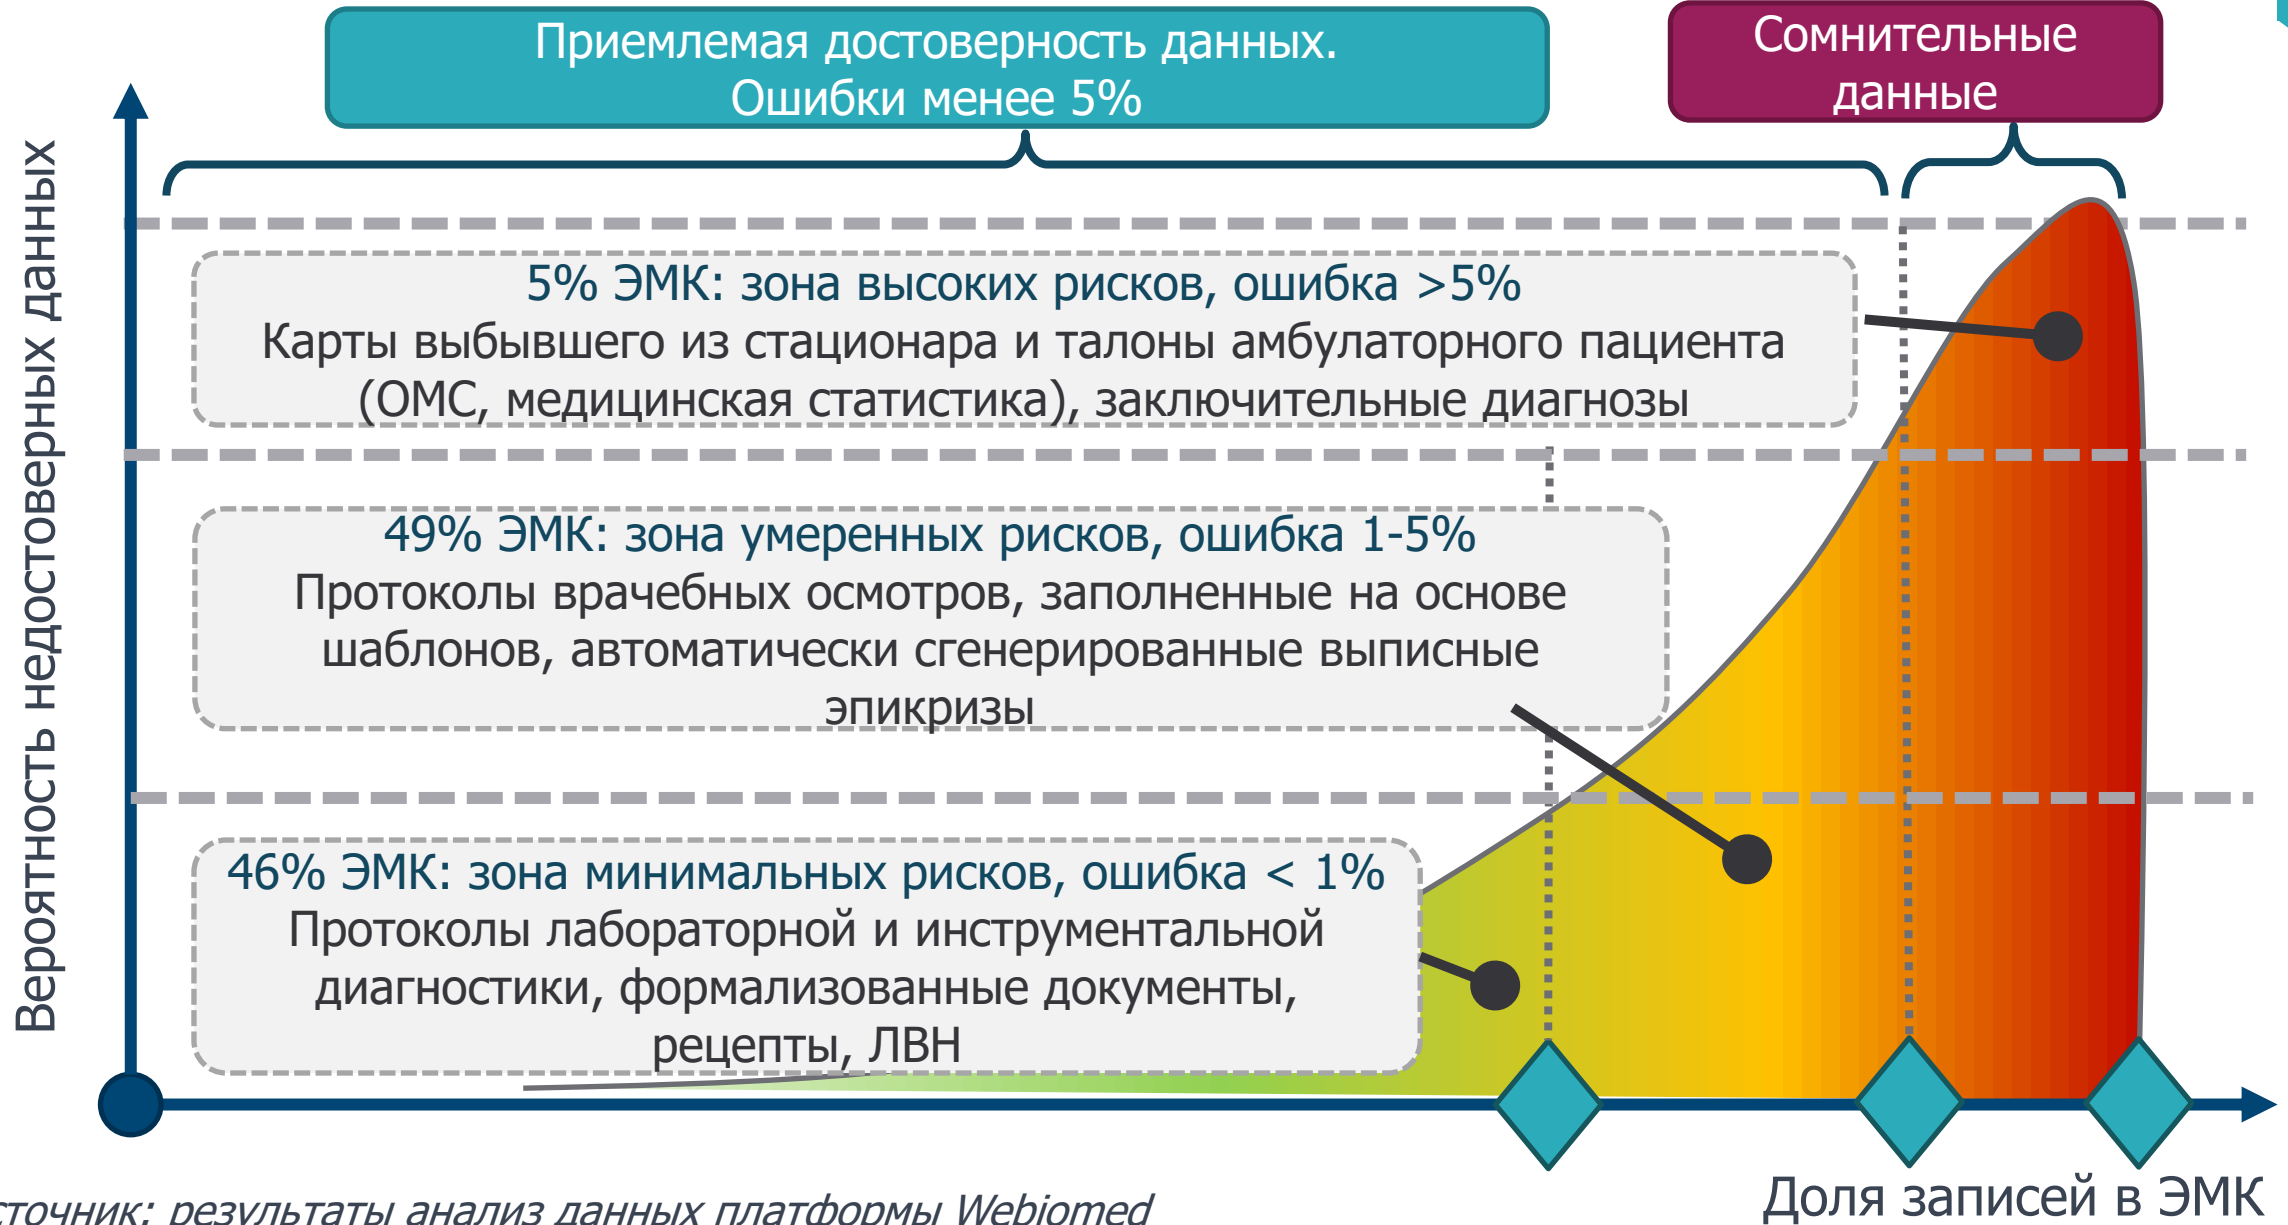 Приемлемая достоверность данных.
Ошибки менее 5%
Сомнительные
данные
Вероятность недостоверных данных
5% ЭМК: зона высоких рисков, ошибка >5%
Карты выбывшего из стационара и талоны амбулаторного пациента
(ОМС, медицинская статистика), заключительные диагнозы
49% ЭМК: зона умеренных рисков, ошибка 1-5%
Протоколы врачебных осмотров, заполненные на основе
шаблонов, автоматически сгенерированные выписные
эпикризы
46% ЭМК: зона минимальных рисков, ошибка < 1%
Протоколы лабораторной и инструментальной
диагностики, формализованные документы,
рецепты, ЛВН
Доля записей в ЭМК
сточник: результаты анализ данных платформы Webiomed